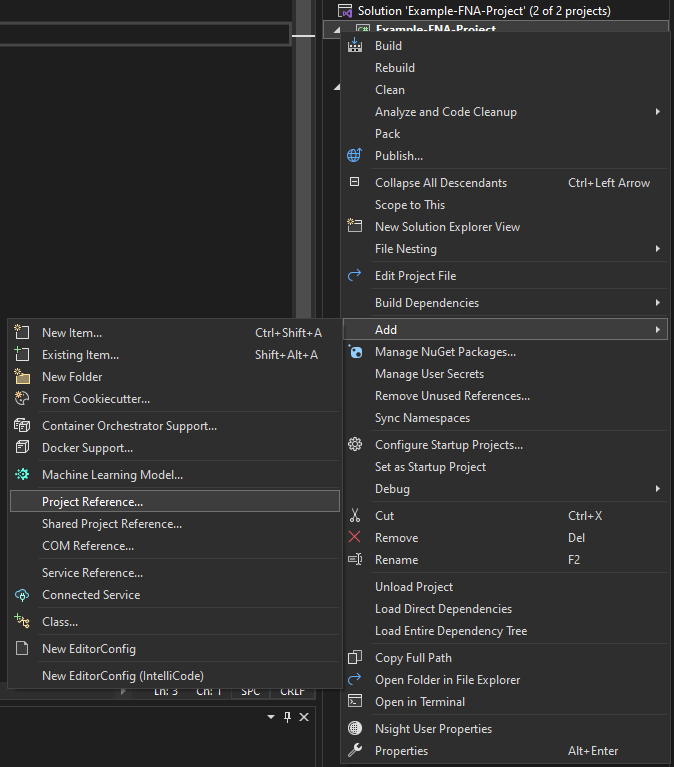 Solution 'Example-FNA-Project' (2 of 2 projects)
Example-FNA-Project
Build
Rebuild
Clean
Analyze and Code Cleanup
Pack
Publish...
Collapse All Descendants Ctrl+Left Arrow
Scope to This
New Solution Explorer View
File Nesting
Edit Project File
Build Dependencies
Add
Manage NuGet Packages...
Manage User Secrets
Remove Unused References...
Sync Namespaces
Configure Startup Projects...
Set as Startup Project
Debug
Cut Ctrl+X
Remove Del
Rename F2
Unload Project
Load Direct Dependencies
Load Entire Dependency Tree
Copy Full Path
Open Folder in File Explorer
Open in Terminal
Nsight User Properties
Properties Alt+Enter
New Item... Ctrl+Shift+A
Existing Item... Shift+Alt+A
New Folder
From Cookiecutter...
Container Orchestrator Support...
Docker Support...
Machine Learning Model...
Project Reference...
Shared Project Reference...
COM Reference...
Service Reference...
Connected Service
Class...
New EditorConfig
New EditorConfig (IntelliCode)
Ln: 3 Ch: 1 SPC CRLF